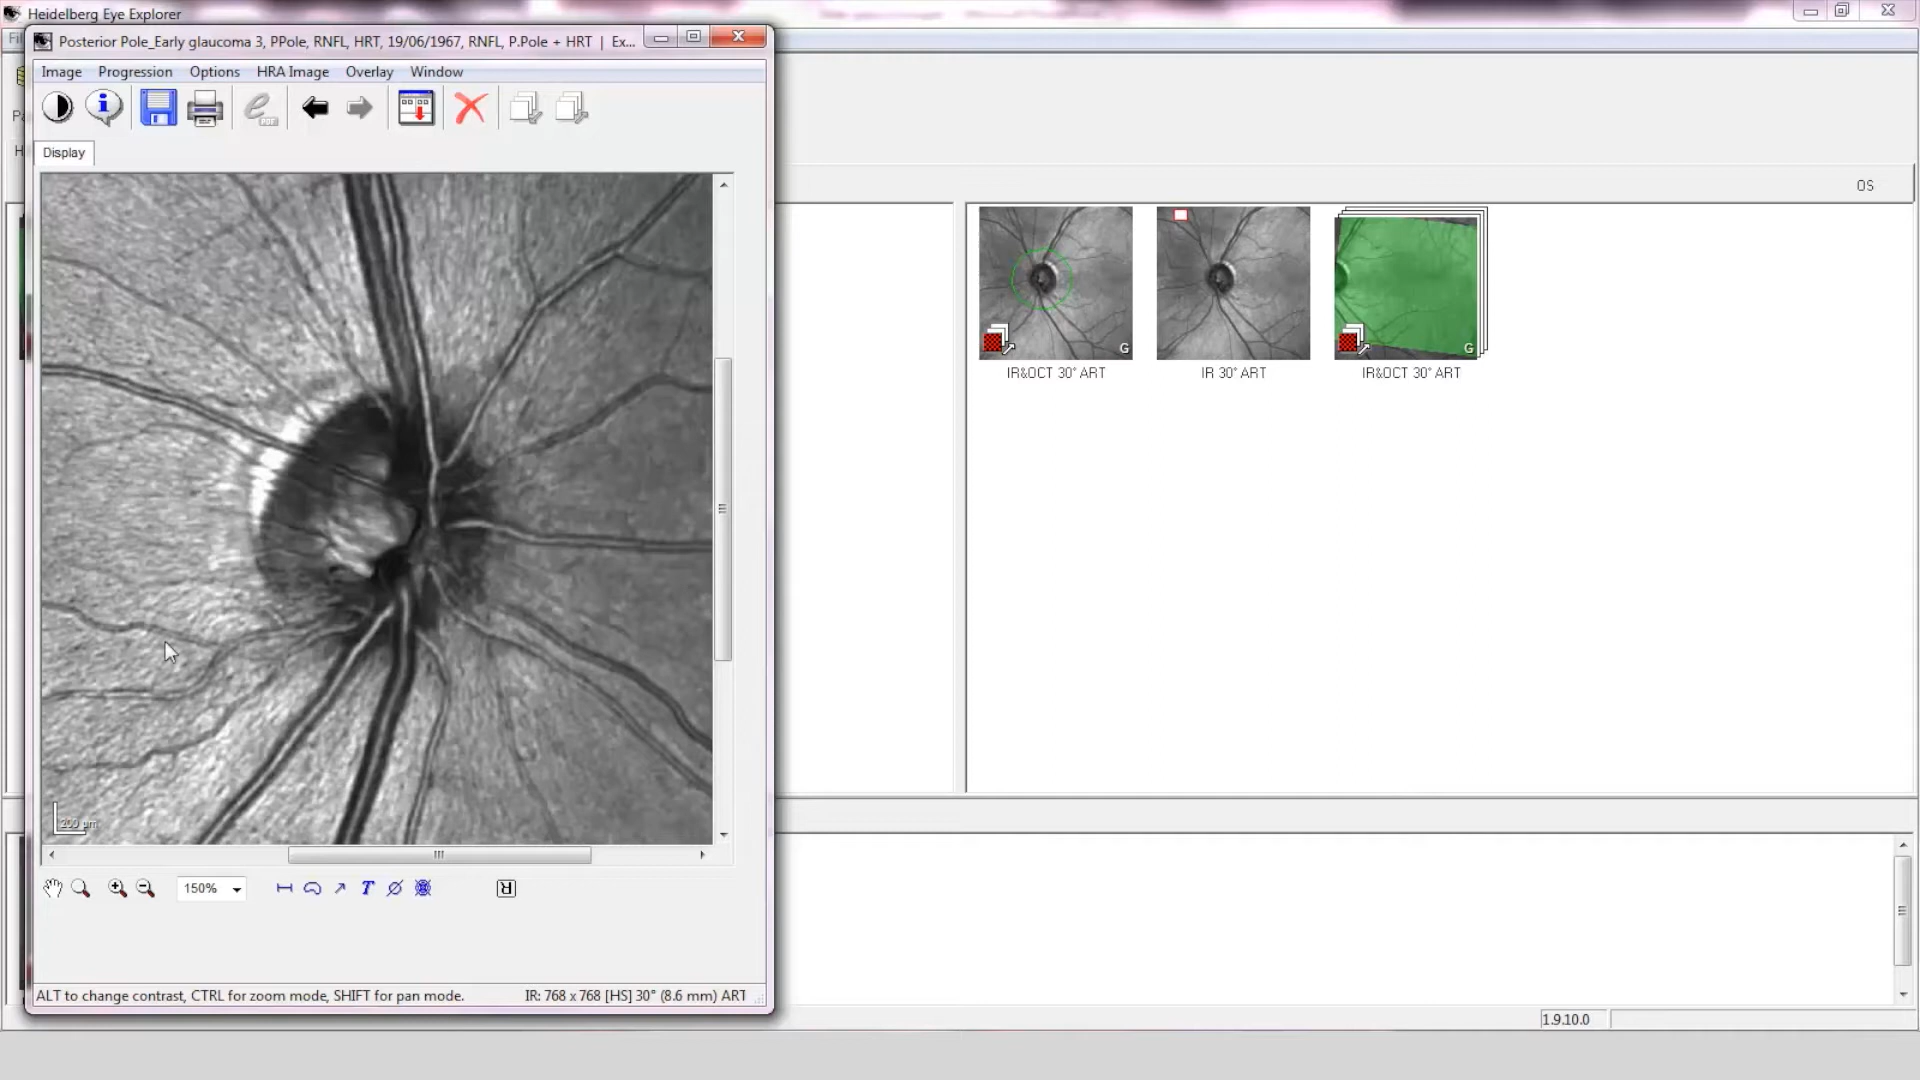 Heidelberg Eye Explorer
Posterior Pole_Early glaucoma 3, PPole, RNFL, HRT, 19/06/1967, RNFL, P.Pole + HRT | Ex...
Image Progression Options HRA Image Overlay Window
Display
OS
G
G
IR&OCT 30° ART
IR 30° ART
IR&OCT 30° ART
200 µm
150%
T
R
ALT to change contrast, CTRL for zoom mode, SHIFT for pan mode.
IR: 768 x 768 [HS] 30° (8.6 mm) ART
1.9.10.0